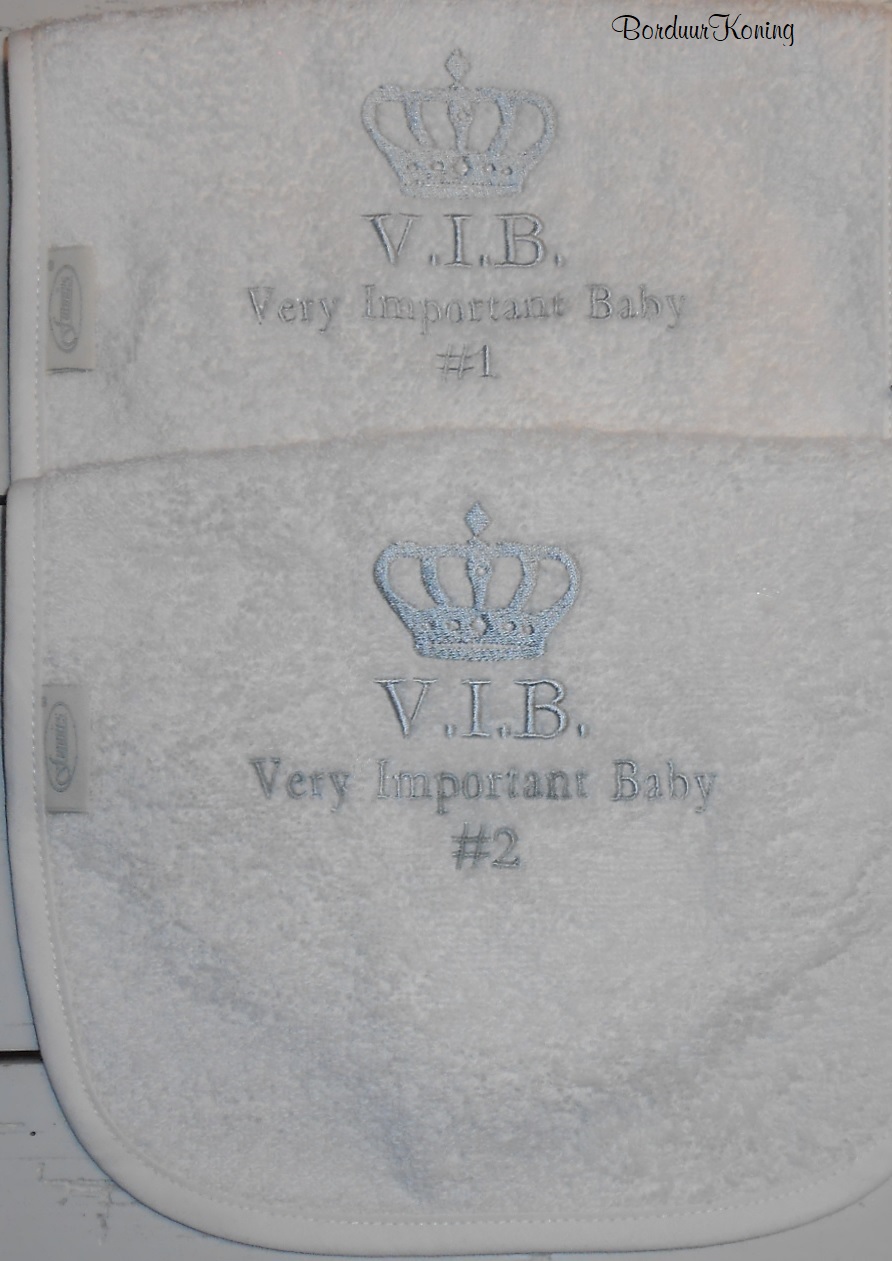 BorduurKoning
V.I.B.
Very Important Baby
#1
V.I.B.
Very Important Baby
#2